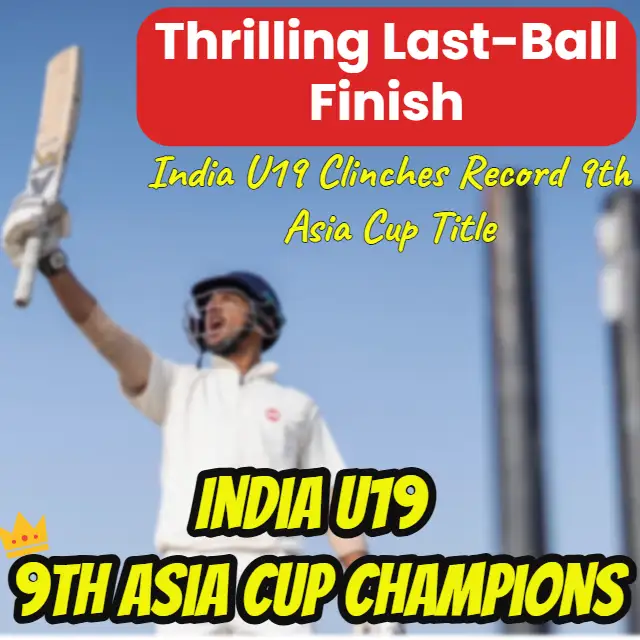 Thrilling Last-Ball
Finish
India U19 Clinches Record 9th
Asia Cup Title
INDIA U19
9TH ASIA CUP CHAMPIONS